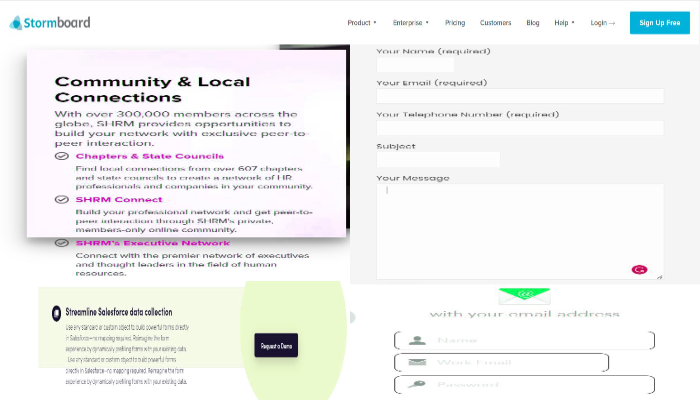 Stormboard
Product Enterprise Pricing Customers Blog Help Login → Sign Up Free
Community & Local
Connections
With over 300,000 members across the
globe, SHRM provides opportunities to
build your network with exclusive peer-to-
peer interaction.
Chapters & State Councils
Find local connections from over 607 chapters
and state councils to create a network of HR
professionals and companies in your community.
SHRM Connect
Build your professional network and get peer-to-
peer interaction through SHRM's private,
members-only online community.
SHRM's Executive Network
Connect with the premier network of executives
and thought leaders in the field of human
resources.
Your Name (required)
Your Email (required)
Your Telephone Number (required)
Subject
Your Message
Streamline Salesforce data collection
Use any standard or custom object to build powerful forms directly
in Salesforce–no mapping required. Reimagine the form
experience by dynamically prefilling forms with your existing data.
Use any standard or custom object to build powerful forms
directly in Salesforce–no mapping required. Reimagine the form
experience by dynamically prefilling forms with your existing data.
Request a Demo
with your email address
Name
Work Email
Password